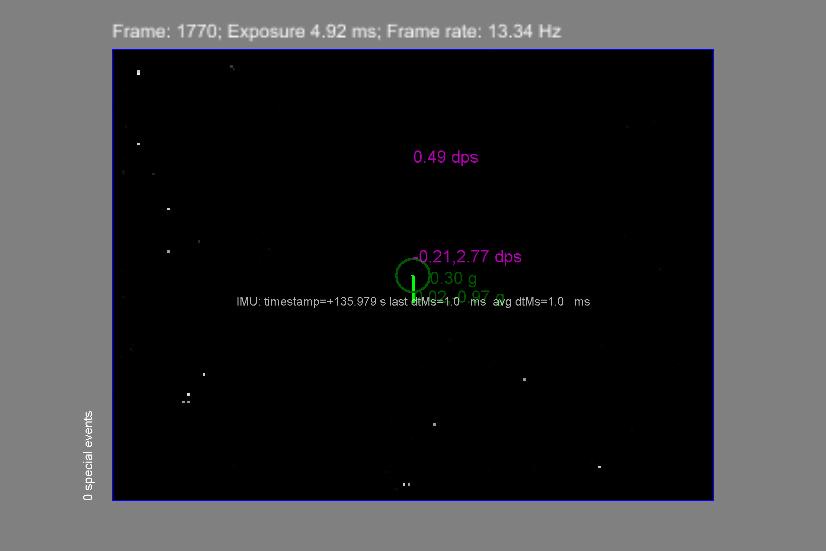 Frame: 1770; Exposure 4.92 ms; Frame rate: 13.34 Hz
0.49 dps
-0.21,2.77 dps
0.30 g
0.97 g
IMU: timestamp=+135.979 s last dtMs=1.0 ms avg dtMs=1.0 ms
0 special events